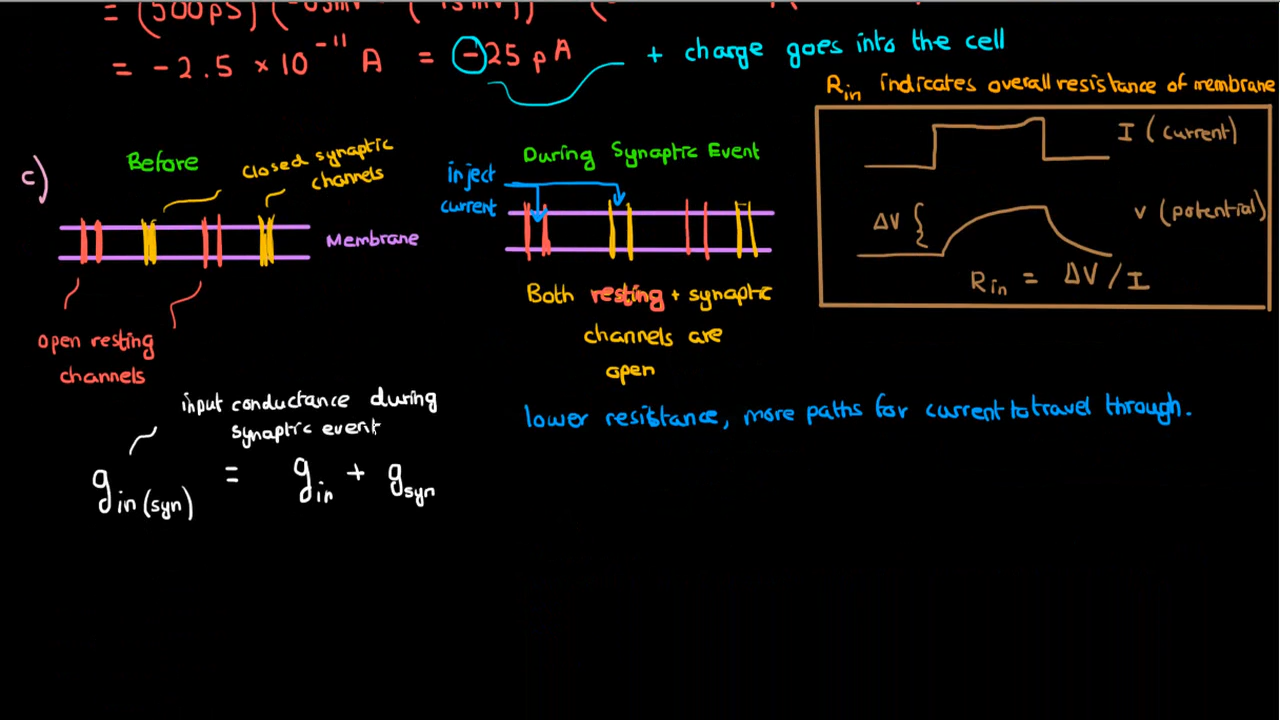 = (500pS)
= -2.5 × 10⁻¹¹ A = -25 pA + charge goes into the cell
Rin indicates overall resistance of membrane
I (current)
ΔV
V (potential)
Rin = ΔV / I
c)
Before
closed synaptic
channels
Membrane
open resting
channels
During Synaptic Event
inject
current
Both resting + synaptic
channels are
open
lower resistance, more paths for current to travel through.
input conductance during
synaptic event
gin(syn) = gin + gsyn